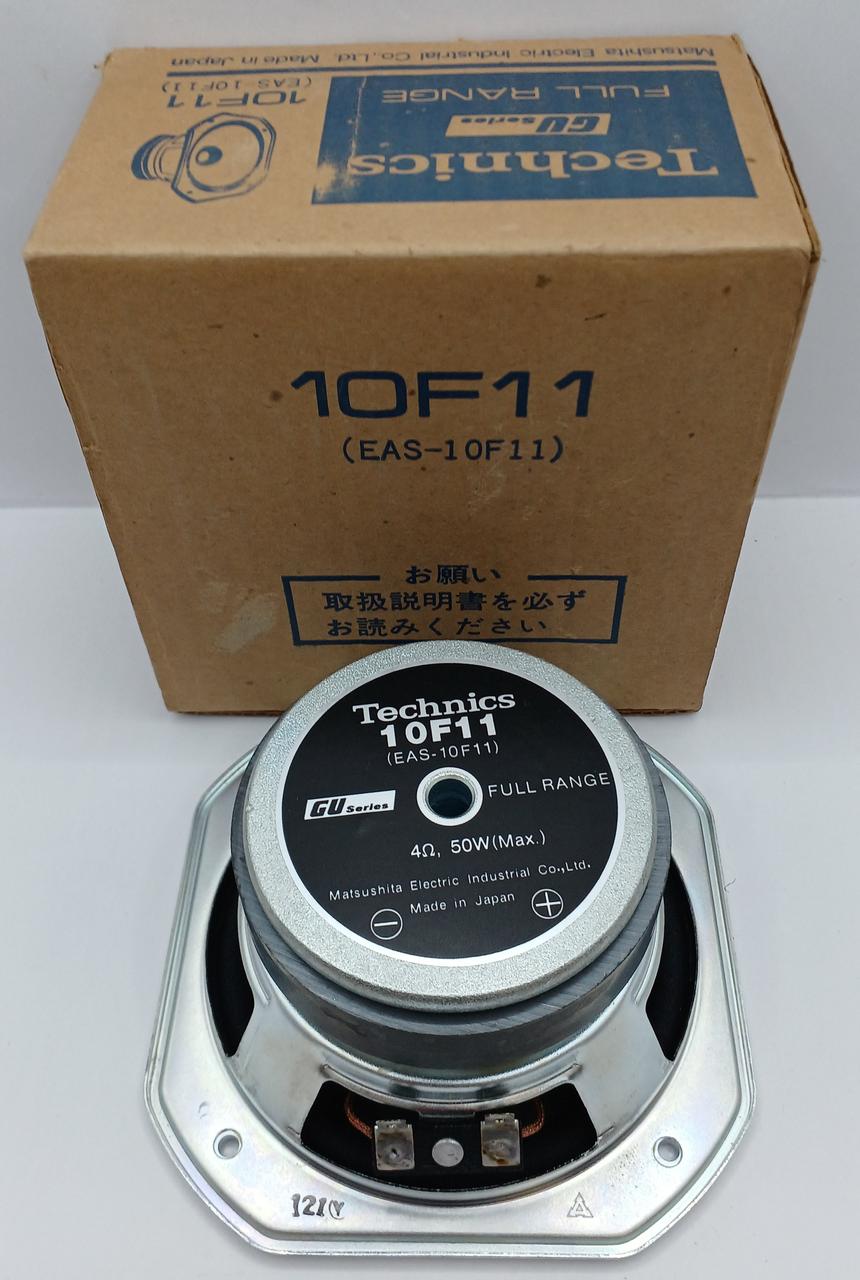 Matsushita Electric Industrial Co.,Ltd. Made in Japan
FULL RANGE
10F11
(EAS-10F11)
GU Series
Technics
10F11
(EAS-10F11)
お願い
取扱説明書を必ず
お読みください
Technics
10F11
(EAS-10F11)
GU Series
FULL RANGE
4Ω, 50W(Max.)
Matsushita Electric Industrial Co.,Ltd.
Made in Japan
− +